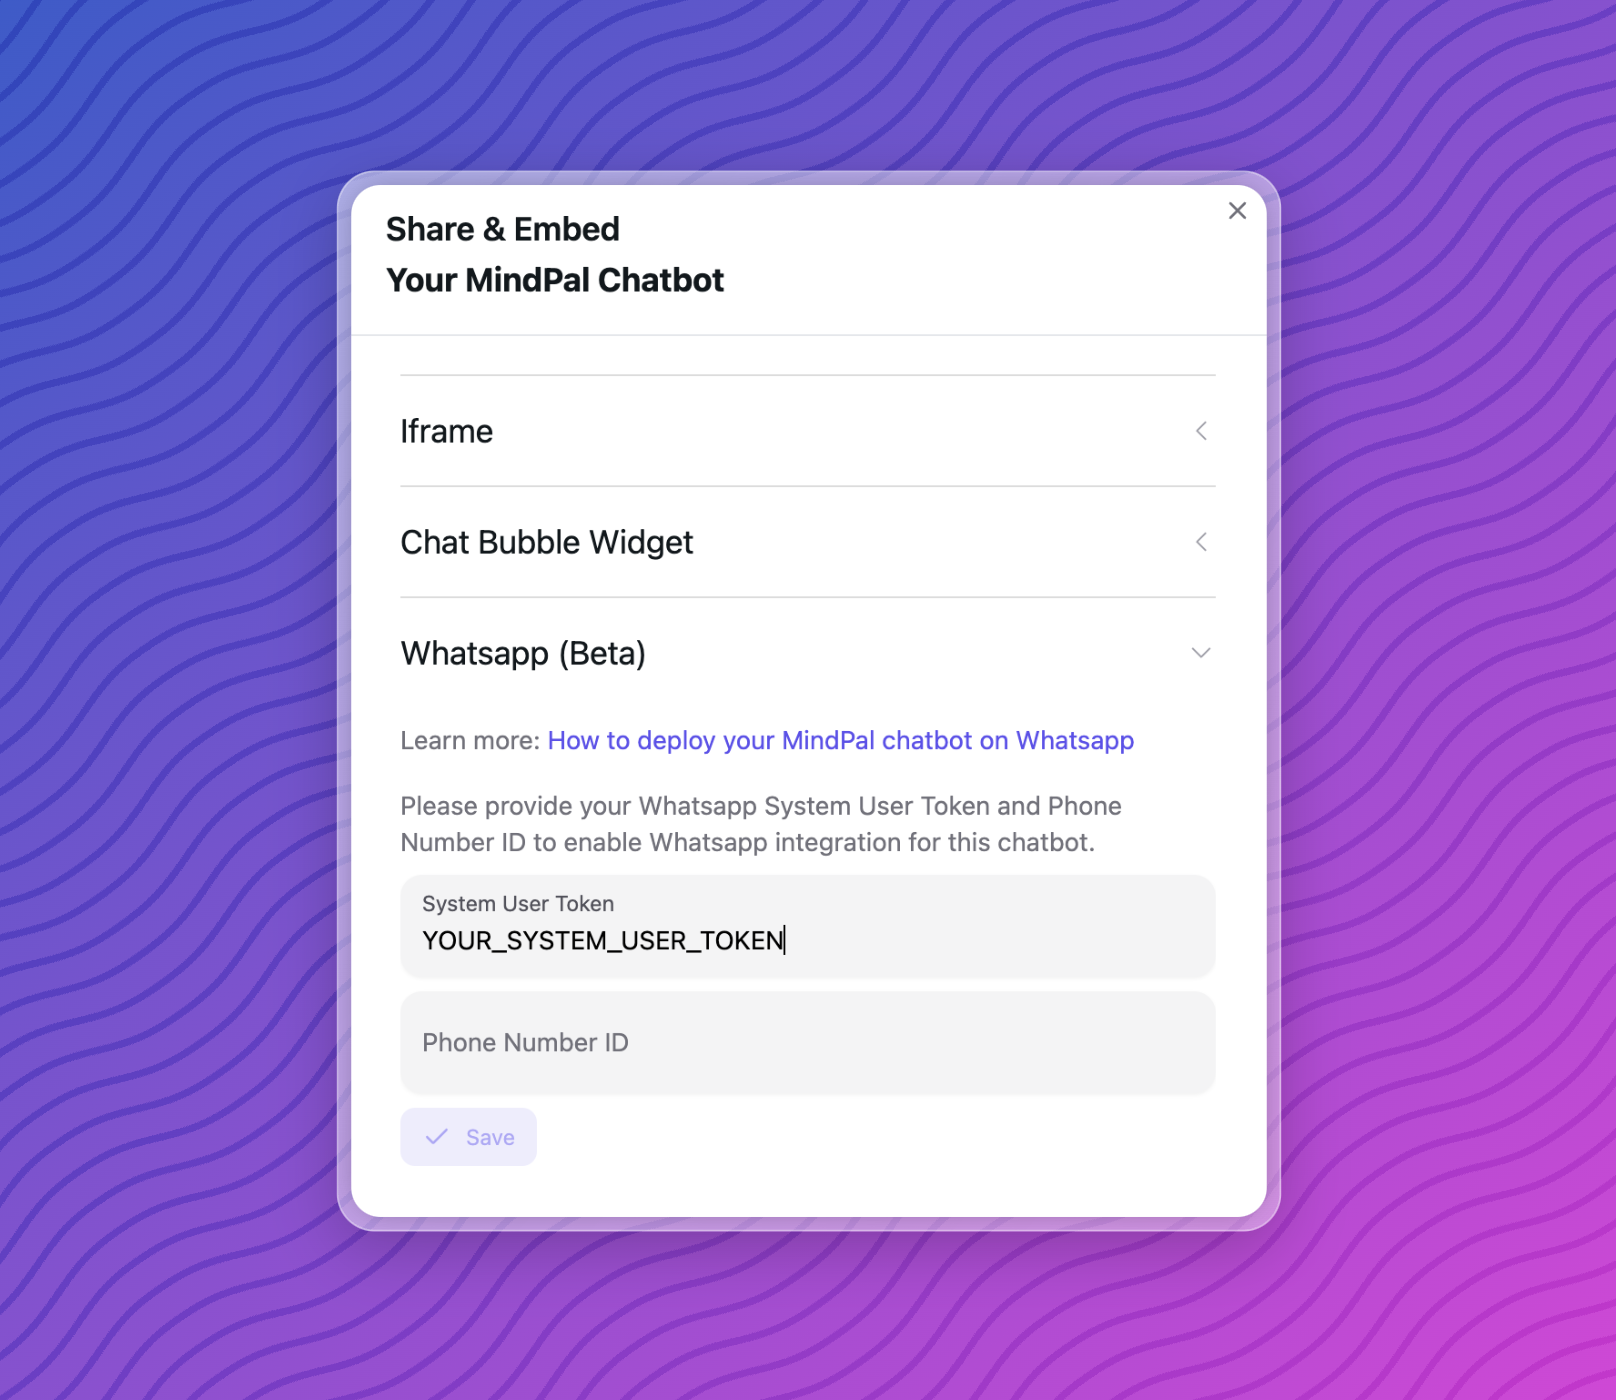 Share & Embed
Your MindPal Chatbot
Iframe
Chat Bubble Widget
Whatsapp (Beta)
Learn more: How to deploy your MindPal chatbot on Whatsapp
Please provide your Whatsapp System User Token and Phone
Number ID to enable Whatsapp integration for this chatbot.
System User Token
YOUR_SYSTEM_USER_TOKEN
Phone Number ID
Save